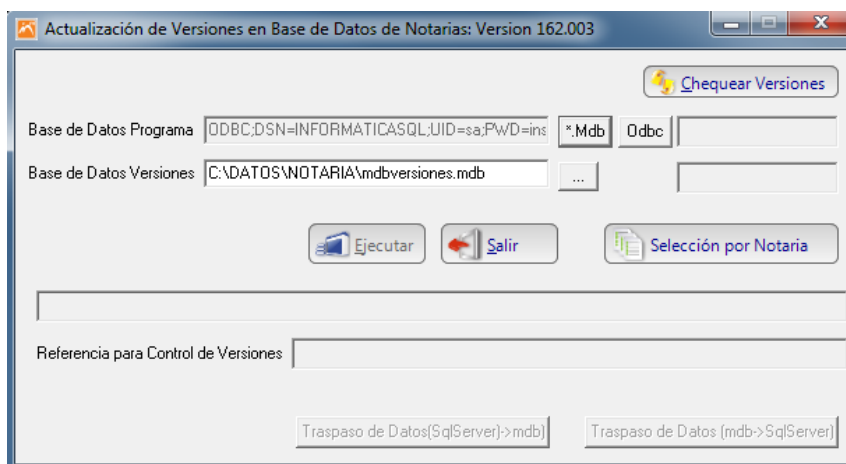 Actualización de Versiones en Base de Datos de Notarias: Version 162.003
Chequear Versiones
Base de Datos Programa ODBC;DSN=INFORMATICASQL;UID=sa;PWD=ins *.Mdb Odbc
Base de Datos Versiones C:\DATOS\NOTARIA\mdbversiones.mdb ...
Ejecutar Salir Selección por Notaria
Referencia para Control de Versiones
Traspaso de Datos(SqlServer)->mdb) Traspaso de Datos (mdb->SqlServer)